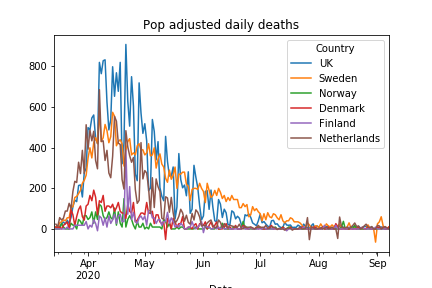 Pop adjusted daily deaths
Country
UK
Sweden
Norway
Denmark
Finland
Netherlands
800
600
400
200
0
Apr
2020
May
Jun
Jul
Aug
Sep
Date